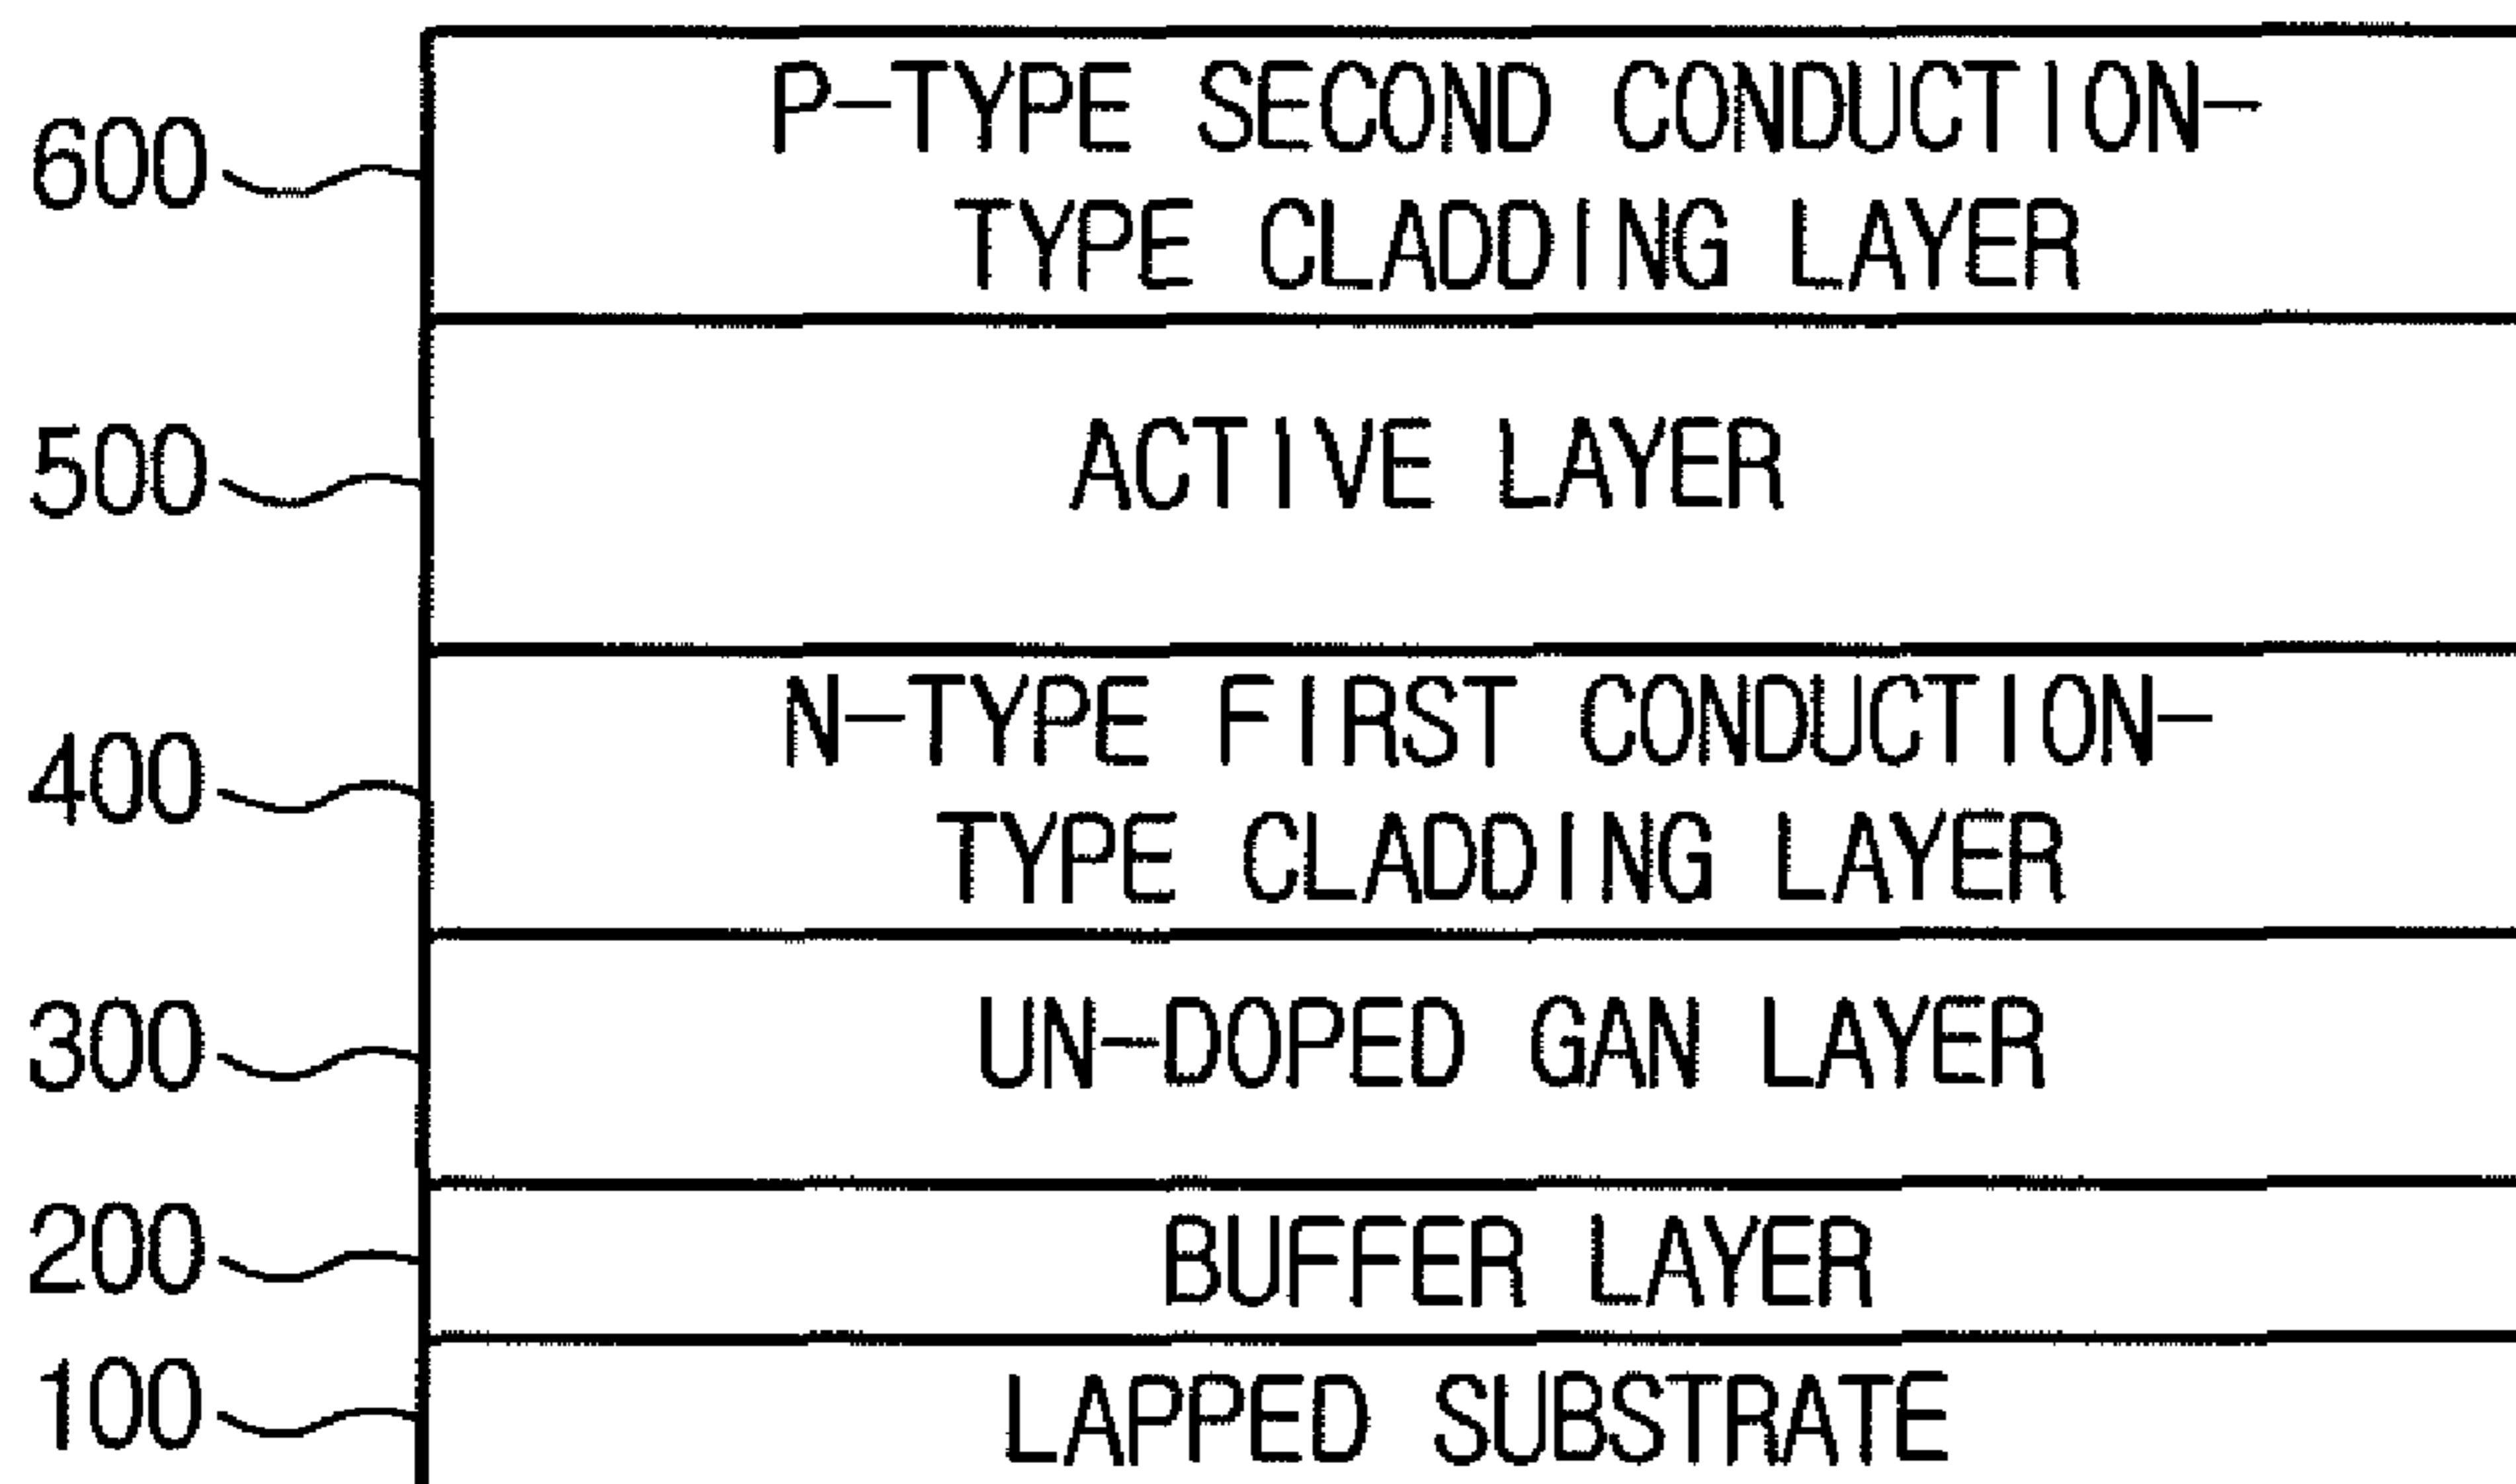 600
P-TYPE SECOND CONDUCTION-
TYPE CLADDING LAYER
500
ACTIVE LAYER
400
N-TYPE FIRST CONDUCTION-
TYPE CLADDING LAYER
300
UN-DOPED GAN LAYER
200
BUFFER LAYER
100
LAPPED SUBSTRATE